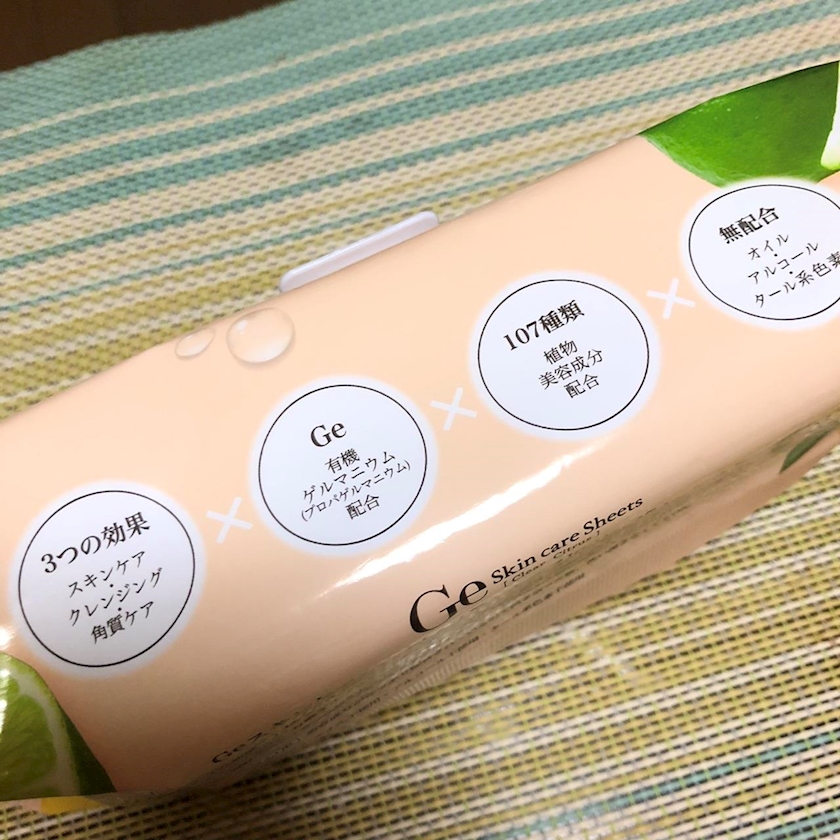 3つの効果
スキンケア
・
クレンジング
・
角質ケア
×
Ge
有機
ゲルマニウム
(プロパゲルマニウム)
配合
×
107種類
植物
美容成分
配合
×
無配合
オイル
・
アルコール
・
タール系色素
Ge Skin care Sheets
[ Clear Citrus ]